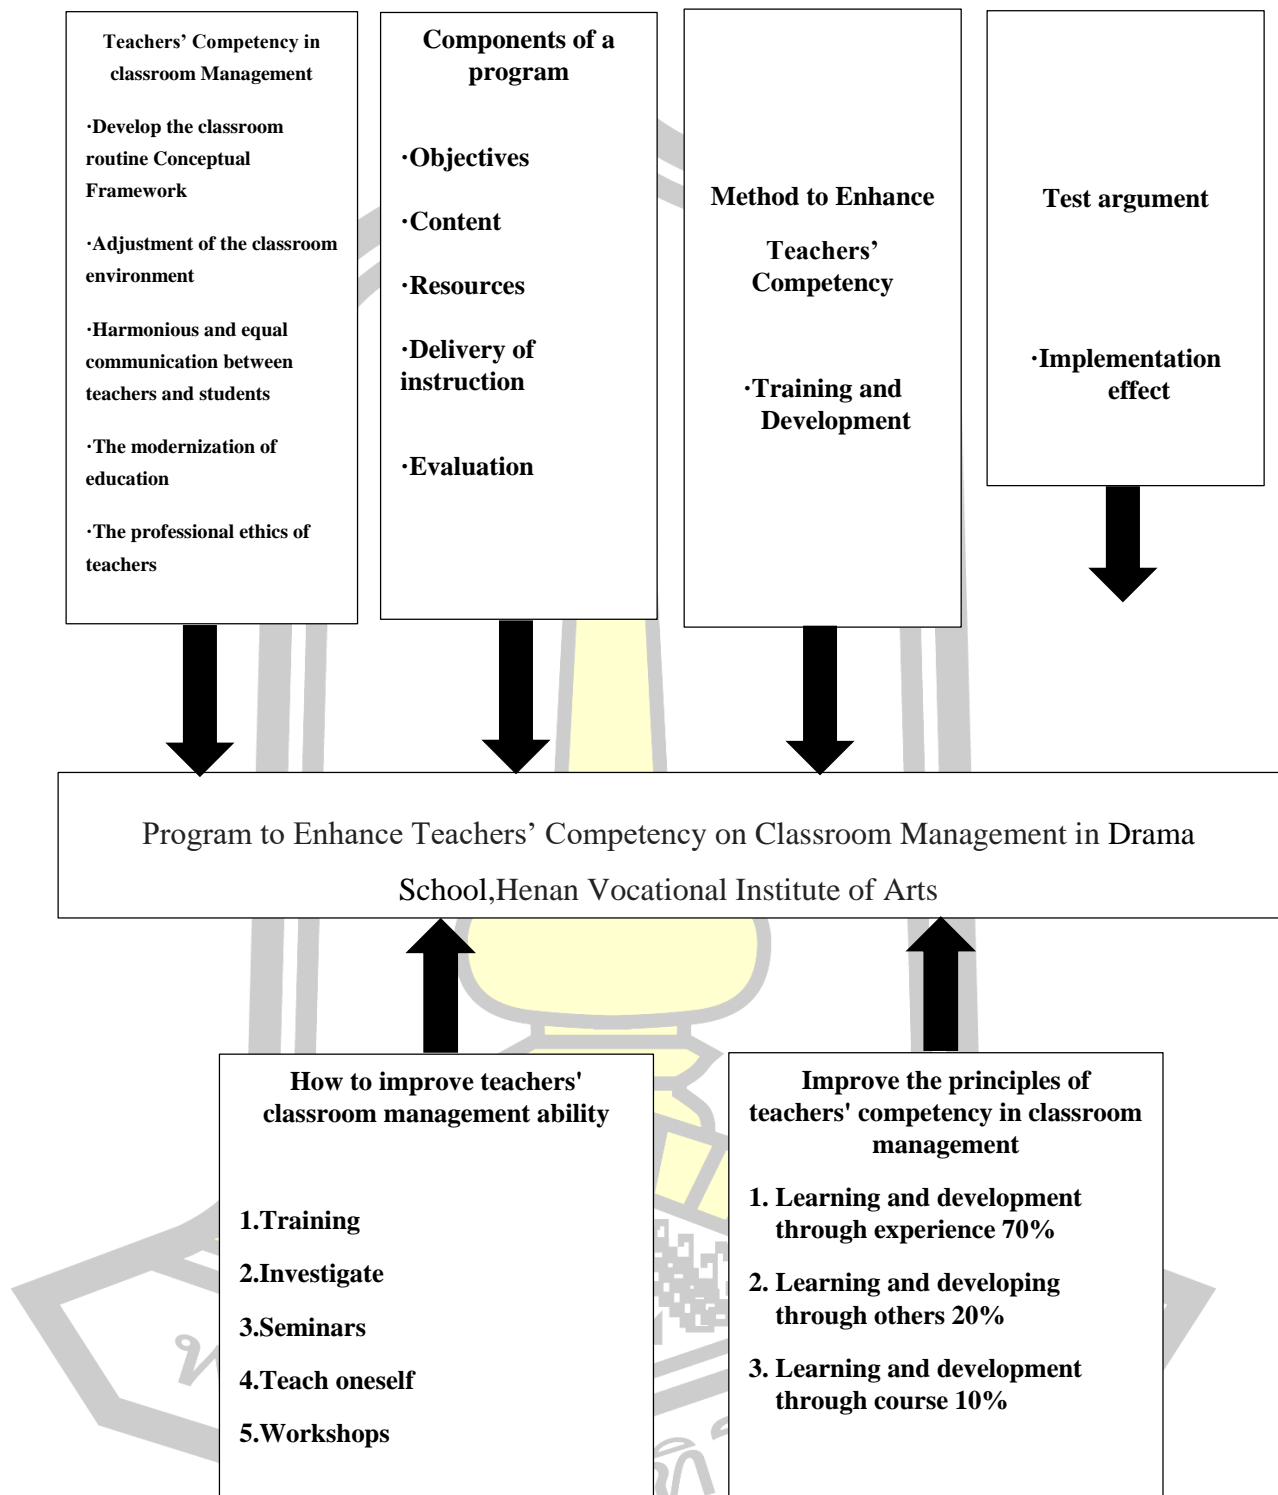 Teachers’ Competency in
classroom Management
·Develop the classroom
routine Conceptual
Framework
·Adjustment of the classroom
environment
·Harmonious and equal
communication between
teachers and students
·The modernization of
education
·The professional ethics of
teachers
Components of a
program
·Objectives
·Content
·Resources
·Delivery of
instruction
·Evaluation
Method to Enhance
Teachers’
Competency
·Training and
Development
Test argument
·Implementation
effect
Program to Enhance Teachers’ Competency on Classroom Management in Drama
School,Henan Vocational Institute of Arts
How to improve teachers'
classroom management ability
1.Training
2.Investigate
3.Seminars
4.Teach oneself
5.Workshops
Improve the principles of
teachers' competency in classroom
management
1. Learning and development
through experience 70%
2. Learning and developing
through others 20%
3. Learning and development
through course 10%